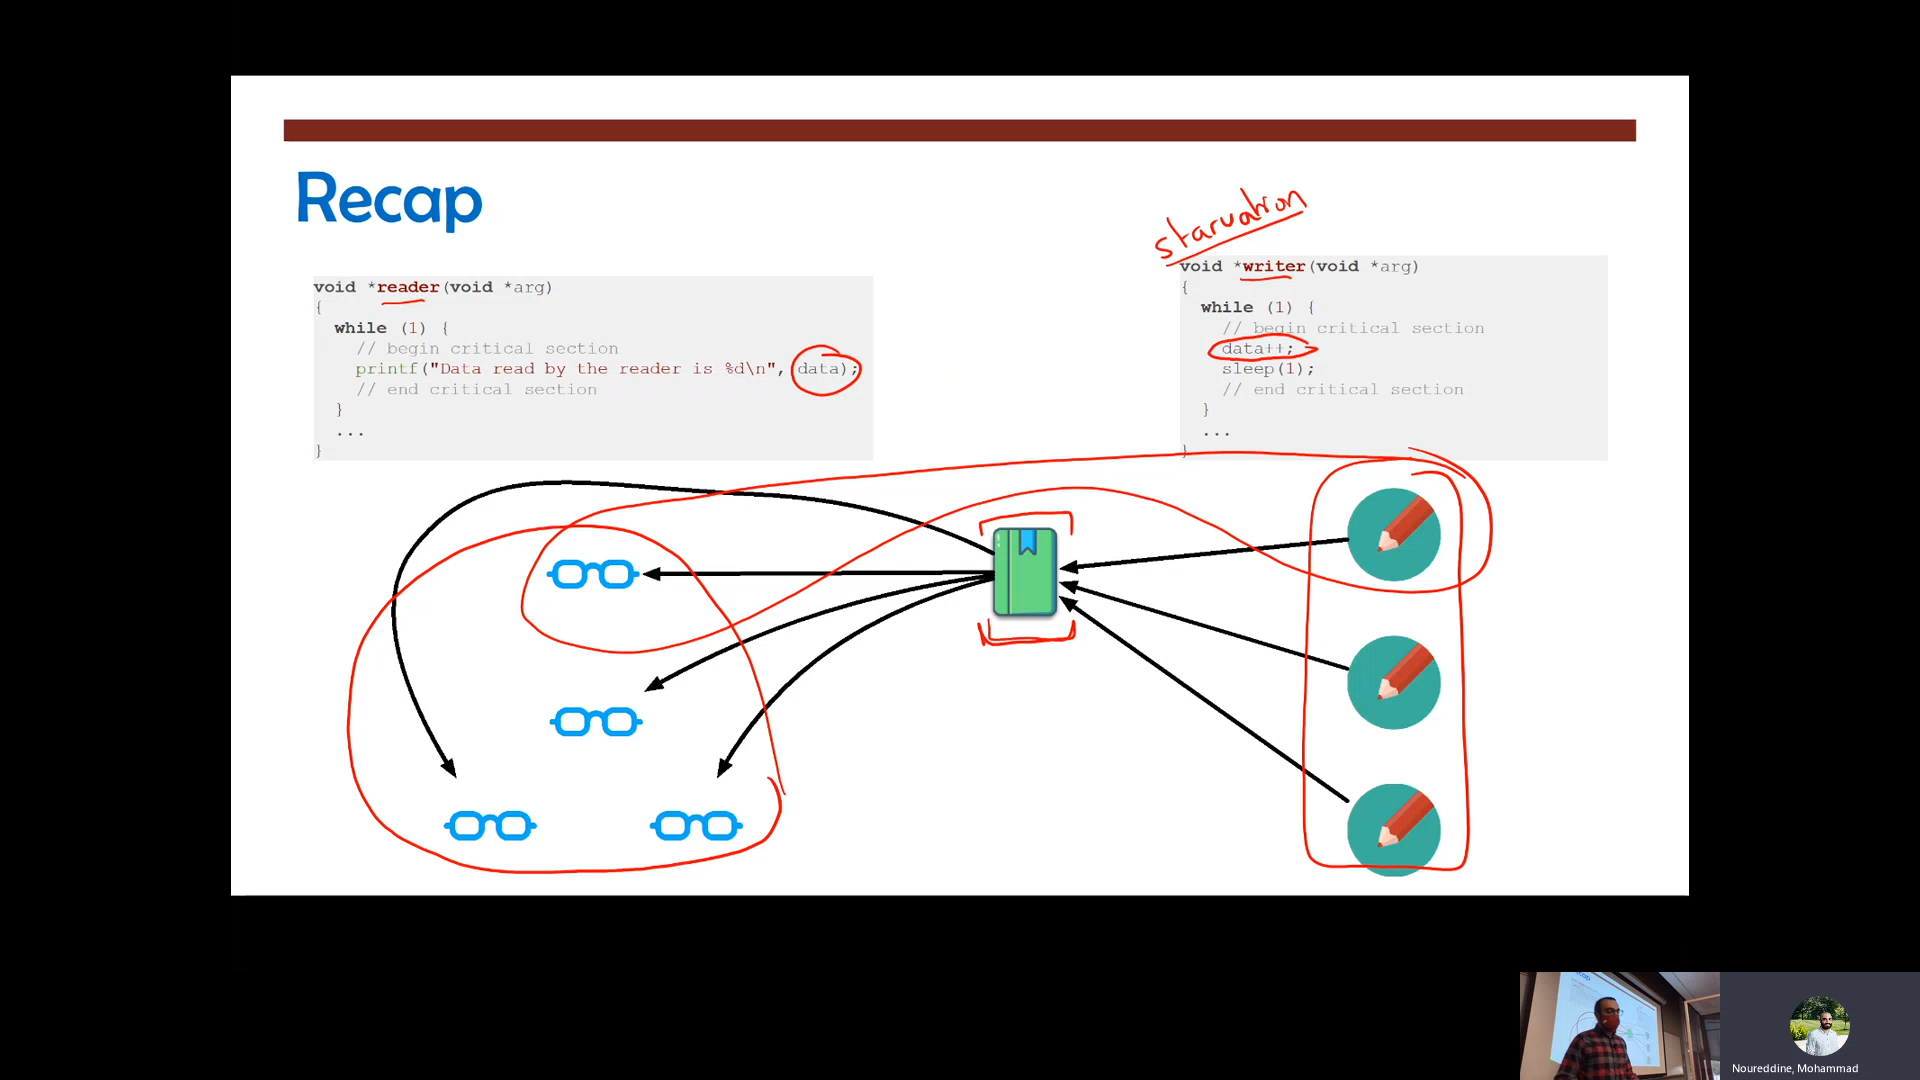 Recap
starvation
void *reader(void *arg)
{
  while (1) {
    // begin critical section
    printf("Data read by the reader is %d\n", data);
    // end critical section
  }
  ...
}
void *writer(void *arg)
{
  while (1) {
    // begin critical section
    data++;
    sleep(1);
    // end critical section
  }
  ...
}
Noureddine, Mohammad